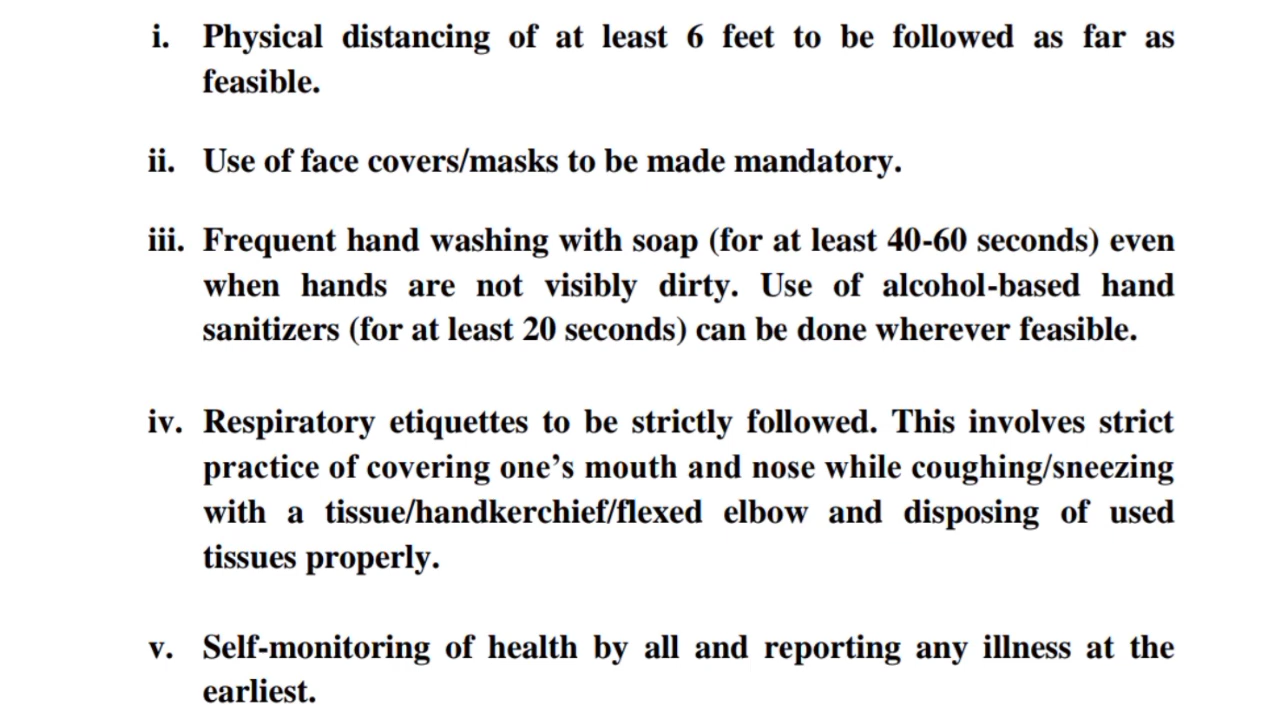 i. Physical distancing of at least 6 feet to be followed as far as
feasible.
ii. Use of face covers/masks to be made mandatory.
iii. Frequent hand washing with soap (for at least 40-60 seconds) even
when hands are not visibly dirty. Use of alcohol-based hand
sanitizers (for at least 20 seconds) can be done wherever feasible.
iv. Respiratory etiquettes to be strictly followed. This involves strict
practice of covering one’s mouth and nose while coughing/sneezing
with a tissue/handkerchief/flexed elbow and disposing of used
tissues properly.
v. Self-monitoring of health by all and reporting any illness at the
earliest.